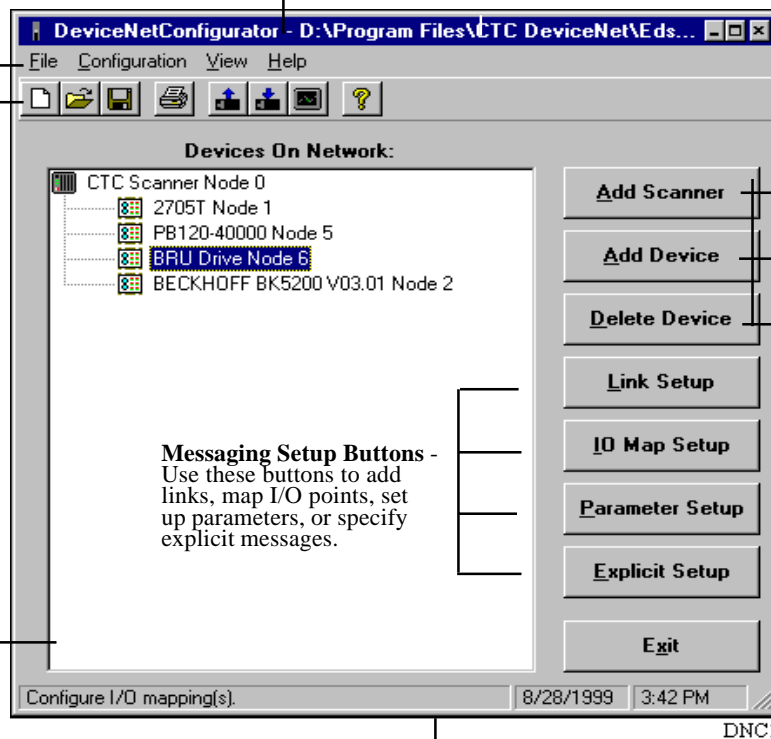 DeviceNetConfigurator - D:\Program Files\CTC DeviceNet\Eds...
File Configuration View Help
Devices On Network:
CTC Scanner Node 0
2705T Node 1
PB120-40000 Node 5
BRU Drive Node 6
BECKHOFF BK5200 V03.01 Node 2
Messaging Setup Buttons -
Use these buttons to add
links, map I/O points, set
up parameters, or specify
explicit messages.
Add Scanner
Add Device
Delete Device
Link Setup
IO Map Setup
Parameter Setup
Explicit Setup
Exit
Configure I/O mapping(s).
8/28/1999
3:42 PM